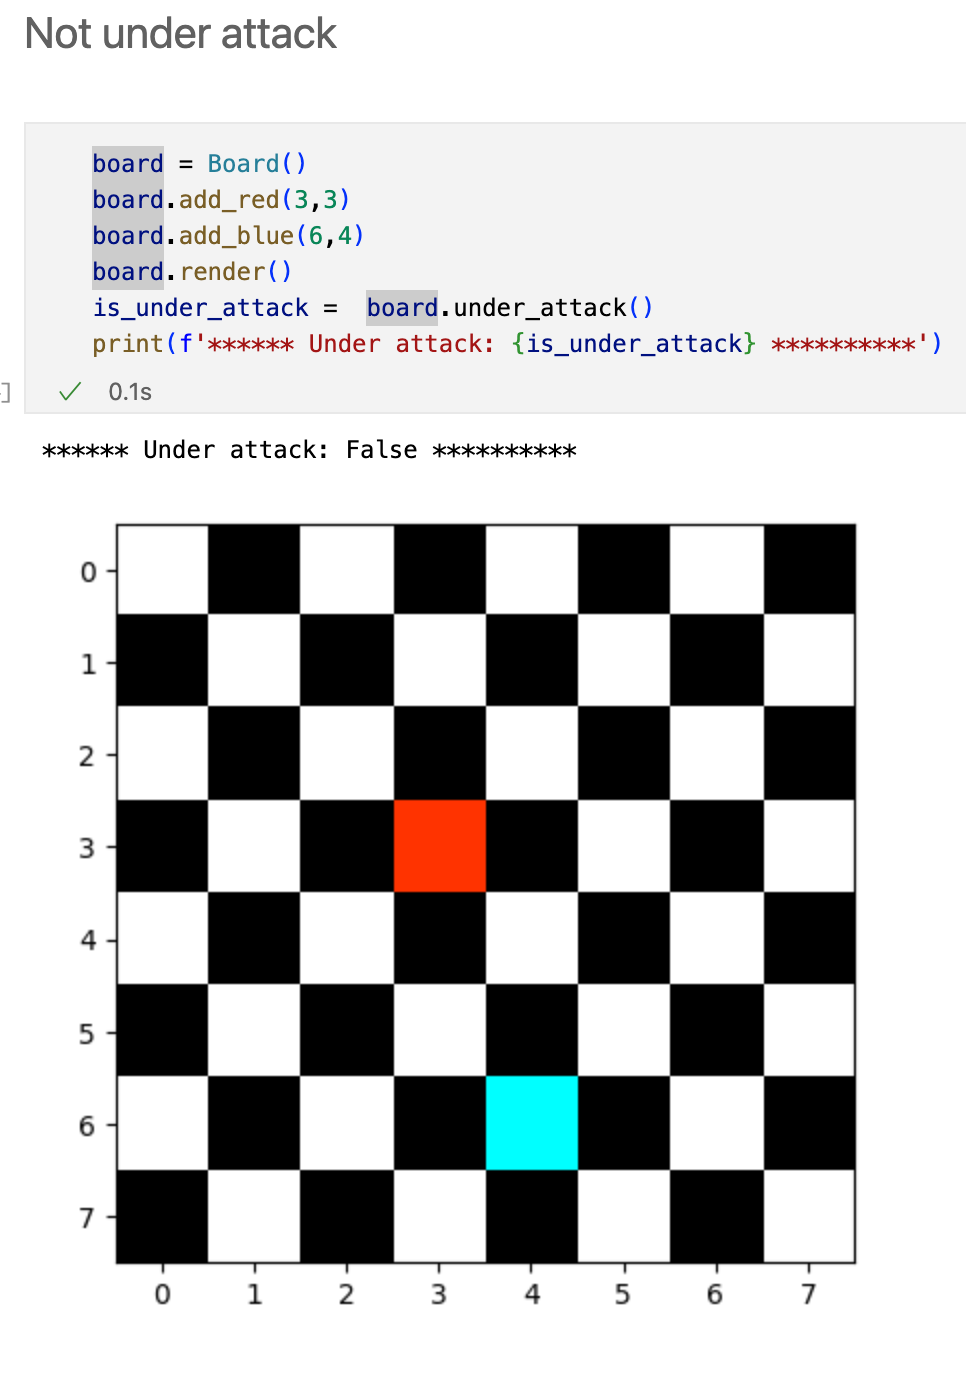 Not under attack
board = Board()
board.add_red(3,3)
board.add_blue(6,4)
board.render()
is_under_attack =  board.under_attack()
print(f'****** Under attack: {is_under_attack} **********')
] ✓ 0.1s
****** Under attack: False **********
0
1
2
3
4
5
6
7
0 1 2 3 4 5 6 7